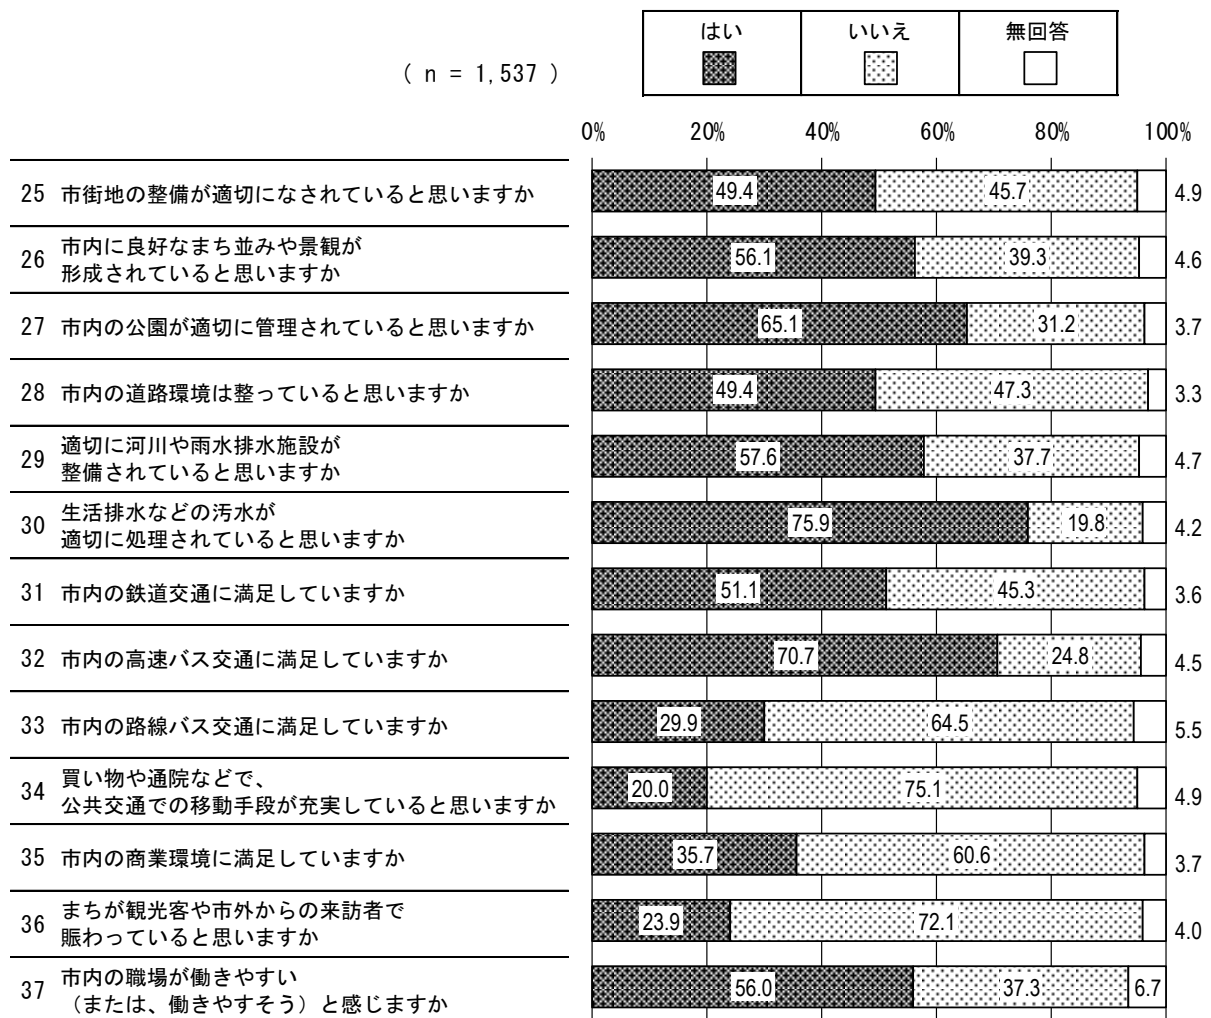 はい いいえ 無回答
( n = 1,537 )
0% 20% 40% 60% 80% 100%
25 市街地の整備が適切になされていると思いますか 49.4 45.7 4.9
26 市内に良好なまち並みや景観が
形成されていると思いますか 56.1 39.3 4.6
27 市内の公園が適切に管理されていると思いますか 65.1 31.2 3.7
28 市内の道路環境は整っていると思いますか 49.4 47.3 3.3
29 適切に河川や雨水排水施設が
整備されていると思いますか 57.6 37.7 4.7
30 生活排水などの汚水が
適切に処理されていると思いますか 75.9 19.8 4.2
31 市内の鉄道交通に満足していますか 51.1 45.3 3.6
32 市内の高速バス交通に満足していますか 70.7 24.8 4.5
33 市内の路線バス交通に満足していますか 29.9 64.5 5.5
34 買い物や通院などで、
公共交通での移動手段が充実していると思いますか 20.0 75.1 4.9
35 市内の商業環境に満足していますか 35.7 60.6 3.7
36 まちが観光客や市外からの来訪者で
賑わっていると思いますか 23.9 72.1 4.0
37 市内の職場が働きやすい
（または、働きやすそう）と感じますか 56.0 37.3 6.7